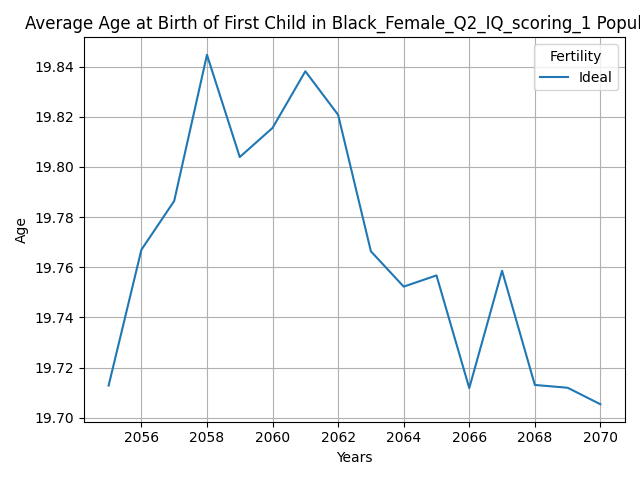 Average Age at Birth of First Child in Black_Female_Q2_IQ_scoring_1 Popul
Fertility
Ideal
19.84
19.82
19.80
19.78
19.76
19.74
19.72
19.70
Age
2056 2058 2060 2062 2064 2066 2068 2070
Years